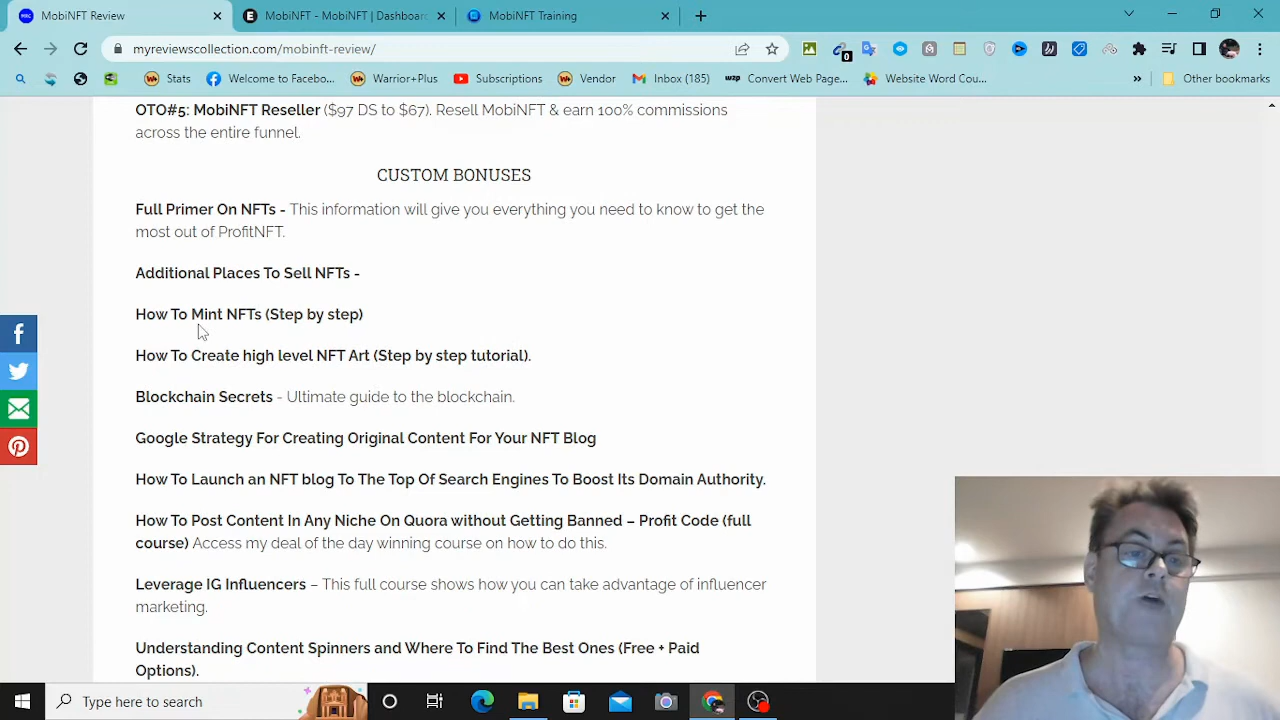 MobiNFT Review
MobiNFT - MobiNFT | Dashboar
MobiNFT Training
myreviewscollection.com/mobinft-review/
0
Stats
Welcome to Facebo...
Warrior+Plus
Subscriptions
Vendor
Inbox (185)
Convert Web Page...
Website Word Cou...
Other bookmarks
OTO#5: MobiNFT Reseller ($97 DS to $67). Resell MobiNFT & earn 100% commissions
across the entire funnel.
CUSTOM BONUSES
Full Primer On NFTs - This information will give you everything you need to know to get the
most out of ProfitNFT.
Additional Places To Sell NFTs -
How To Mint NFTs (Step by step)
How To Create high level NFT Art (Step by step tutorial).
Blockchain Secrets - Ultimate guide to the blockchain.
Google Strategy For Creating Original Content For Your NFT Blog
How To Launch an NFT blog To The Top Of Search Engines To Boost Its Domain Authority.
How To Post Content In Any Niche On Quora without Getting Banned – Profit Code (full
course) Access my deal of the day winning course on how to do this.
Leverage IG Influencers – This full course shows how you can take advantage of influencer
marketing.
Understanding Content Spinners and Where To Find The Best Ones (Free + Paid
Options).
Type here to search